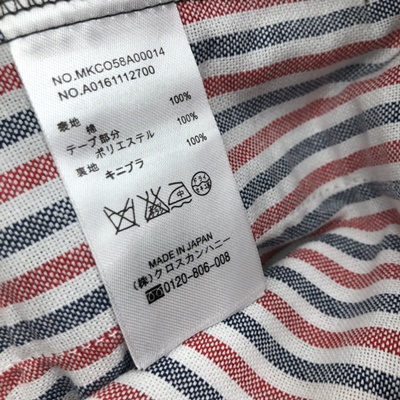 NO.MKCO58A00014
NO.A0161112700
表地 綿 100%
テープ部分
ポリエステル 100%
裏地 キュプラ 100%
MADE IN JAPAN
(株)クロスカンパニー
0120-806-008